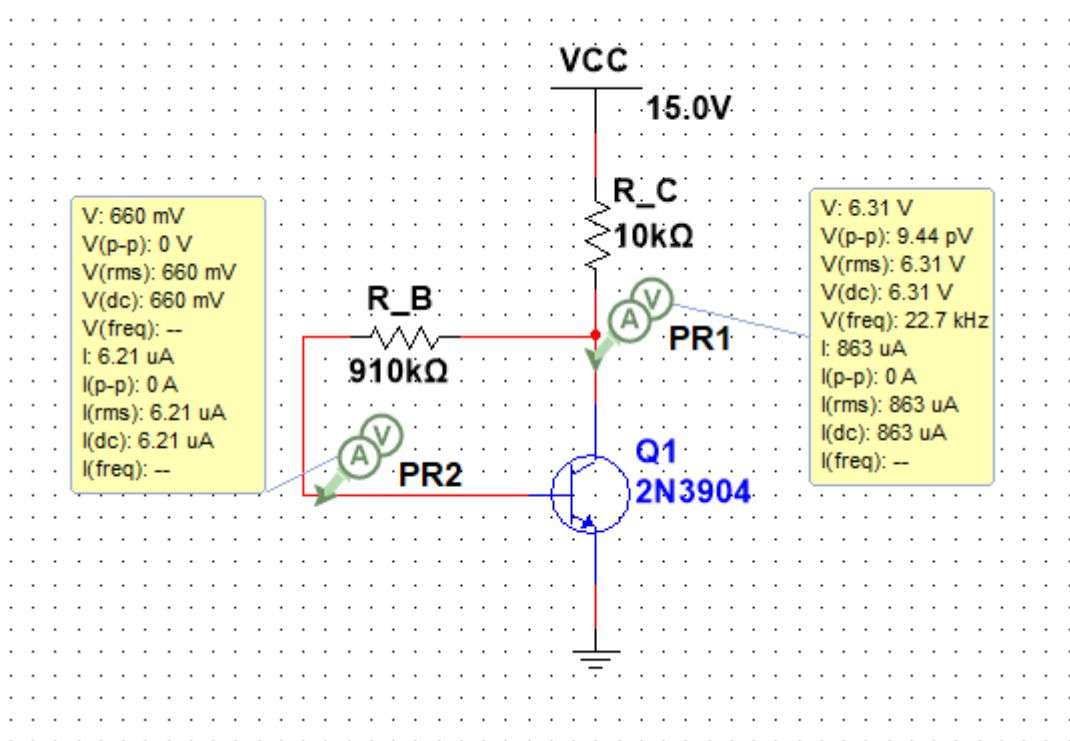 VCC
15.0V
R_C
10kΩ
V: 660 mV
V(p-p): 0 V
V(rms): 660 mV
V(dc): 660 mV
V(freq): --
I: 6.21 uA
I(p-p): 0 A
I(rms): 6.21 uA
I(dc): 6.21 uA
I(freq): --
V: 6.31 V
V(p-p): 9.44 pV
V(rms): 6.31 V
V(dc): 6.31 V
V(freq): 22.7 kHz
I: 863 uA
I(p-p): 0 A
I(rms): 863 uA
I(dc): 863 uA
I(freq): --
R_B
910kΩ
A V
PR1
A V
PR2
Q1
2N3904